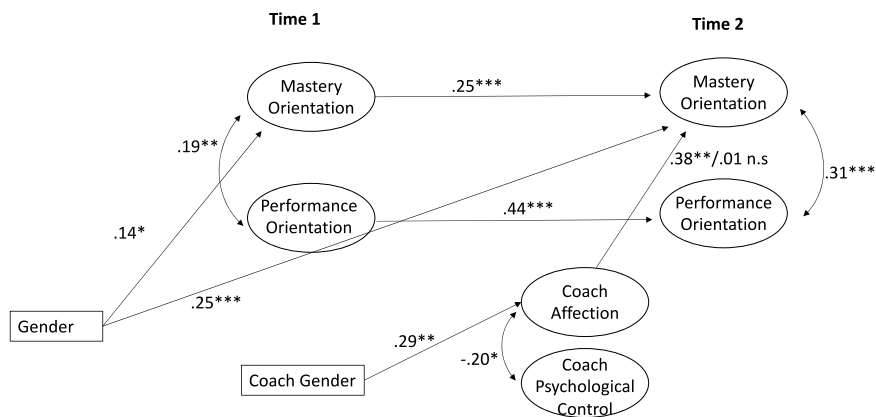 Time 1
Time 2
Mastery
Orientation
.25***
Mastery
Orientation
.19**
.38**/.01 n.s
.31***
Performance
Orientation
.44***
Performance
Orientation
.14*
.25***
Coach
Affection
Gender
.29**
-.20*
Coach Gender
Coach
Psychological
Control